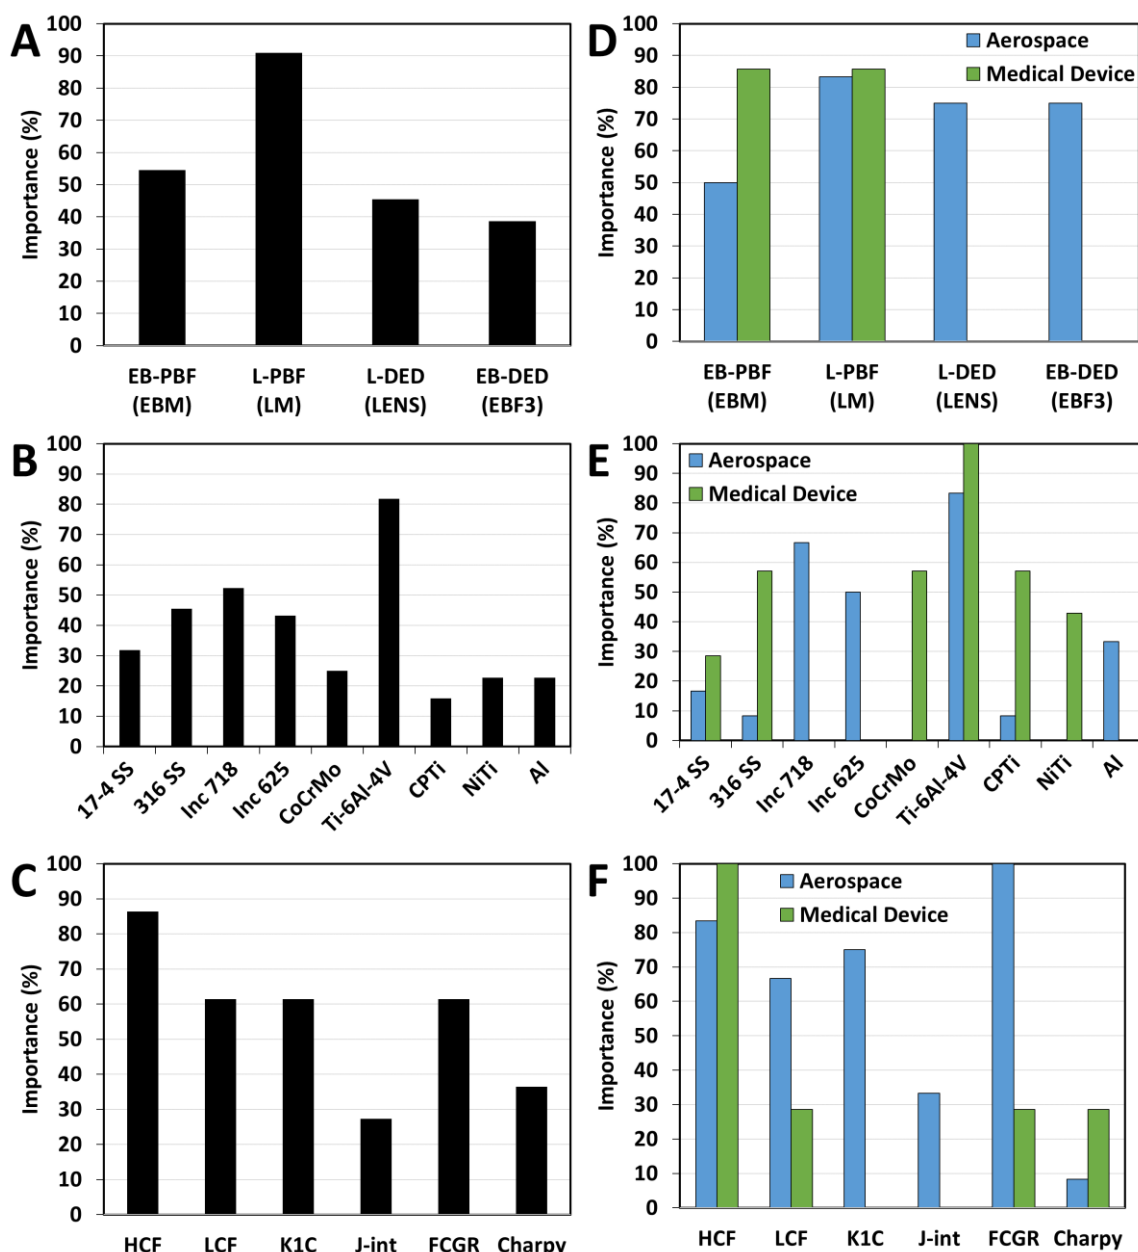 A
Importance (%)
100
90
80
70
60
50
40
30
20
10
0
EB-PBF L-PBF L-DED EB-DED
(EBM) (LM) (LENS) (EBF3)
D
Importance (%)
100
90
80
70
60
50
40
30
20
10
0
Aerospace
Medical Device
EB-PBF L-PBF L-DED EB-DED
(EBM) (LM) (LENS) (EBF3)
B
Importance (%)
100
90
80
70
60
50
40
30
20
10
0
17-4 SS
316 SS
Inc 718
Inc 625
CoCrMo
Ti-6Al-4V
CPTi
NiTi
Al
E
Importance (%)
100
90
80
70
60
50
40
30
20
10
0
Aerospace
Medical Device
17-4 SS
316 SS
Inc 718
Inc 625
CoCrMo
Ti-6Al-4V
CPTi
NiTi
Al
C
Importance (%)
100
90
80
70
60
50
40
30
20
10
0
HCF LCF K1C J-int FCGR Charpy
F
Importance (%)
100
90
80
70
60
50
40
30
20
10
0
Aerospace
Medical Device
HCF LCF K1C J-int FCGR Charpy